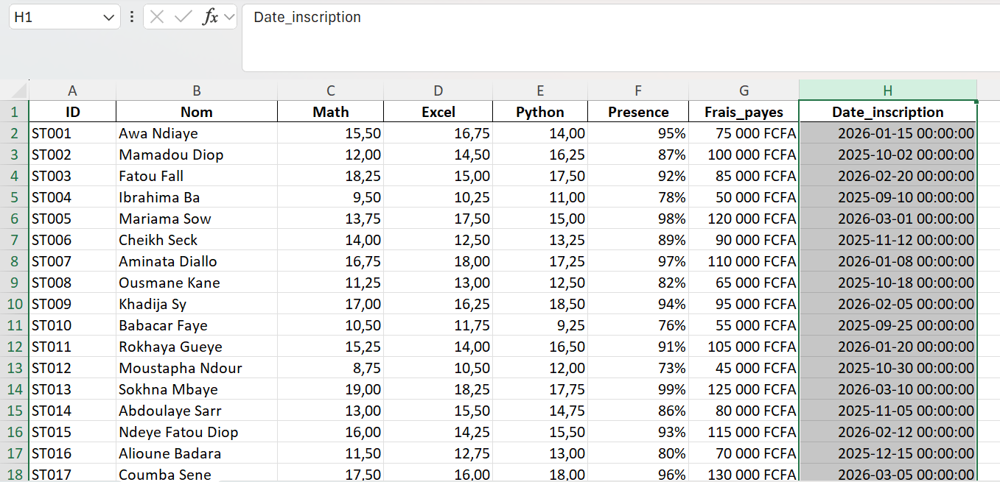 H1 fx Date_inscription
A B C D E F G H
1 ID Nom Math Excel Python Presence Frais_payes Date_inscription
2 ST001 Awa Ndiaye 15,50 16,75 14,00 95% 75 000 FCFA 2026-01-15 00:00:00
3 ST002 Mamadou Diop 12,00 14,50 16,25 87% 100 000 FCFA 2025-10-02 00:00:00
4 ST003 Fatou Fall 18,25 15,00 17,50 92% 85 000 FCFA 2026-02-20 00:00:00
5 ST004 Ibrahima Ba 9,50 10,25 11,00 78% 50 000 FCFA 2025-09-10 00:00:00
6 ST005 Mariama Sow 13,75 17,50 15,00 98% 120 000 FCFA 2026-03-01 00:00:00
7 ST006 Cheikh Seck 14,00 12,50 13,25 89% 90 000 FCFA 2025-11-12 00:00:00
8 ST007 Aminata Diallo 16,75 18,00 17,25 97% 110 000 FCFA 2026-01-08 00:00:00
9 ST008 Ousmane Kane 11,25 13,00 12,50 82% 65 000 FCFA 2025-10-18 00:00:00
10 ST009 Khadija Sy 17,00 16,25 18,50 94% 95 000 FCFA 2026-02-05 00:00:00
11 ST010 Babacar Faye 10,50 11,75 9,25 76% 55 000 FCFA 2025-09-25 00:00:00
12 ST011 Rokhaya Gueye 15,25 14,00 16,50 91% 105 000 FCFA 2026-01-20 00:00:00
13 ST012 Moustapha Ndour 8,75 10,50 12,00 73% 45 000 FCFA 2025-10-30 00:00:00
14 ST013 Sokhna Mbaye 19,00 18,25 17,75 99% 125 000 FCFA 2026-03-10 00:00:00
15 ST014 Abdoulaye Sarr 13,00 15,50 14,75 86% 80 000 FCFA 2025-11-05 00:00:00
16 ST015 Ndeye Fatou Diop 16,00 14,25 15,50 93% 115 000 FCFA 2026-02-12 00:00:00
17 ST016 Alioune Badara 11,50 12,75 13,00 80% 70 000 FCFA 2025-12-15 00:00:00
18 ST017 Coumba Sene 17,50 16,00 18,00 96% 130 000 FCFA 2026-03-05 00:00:00